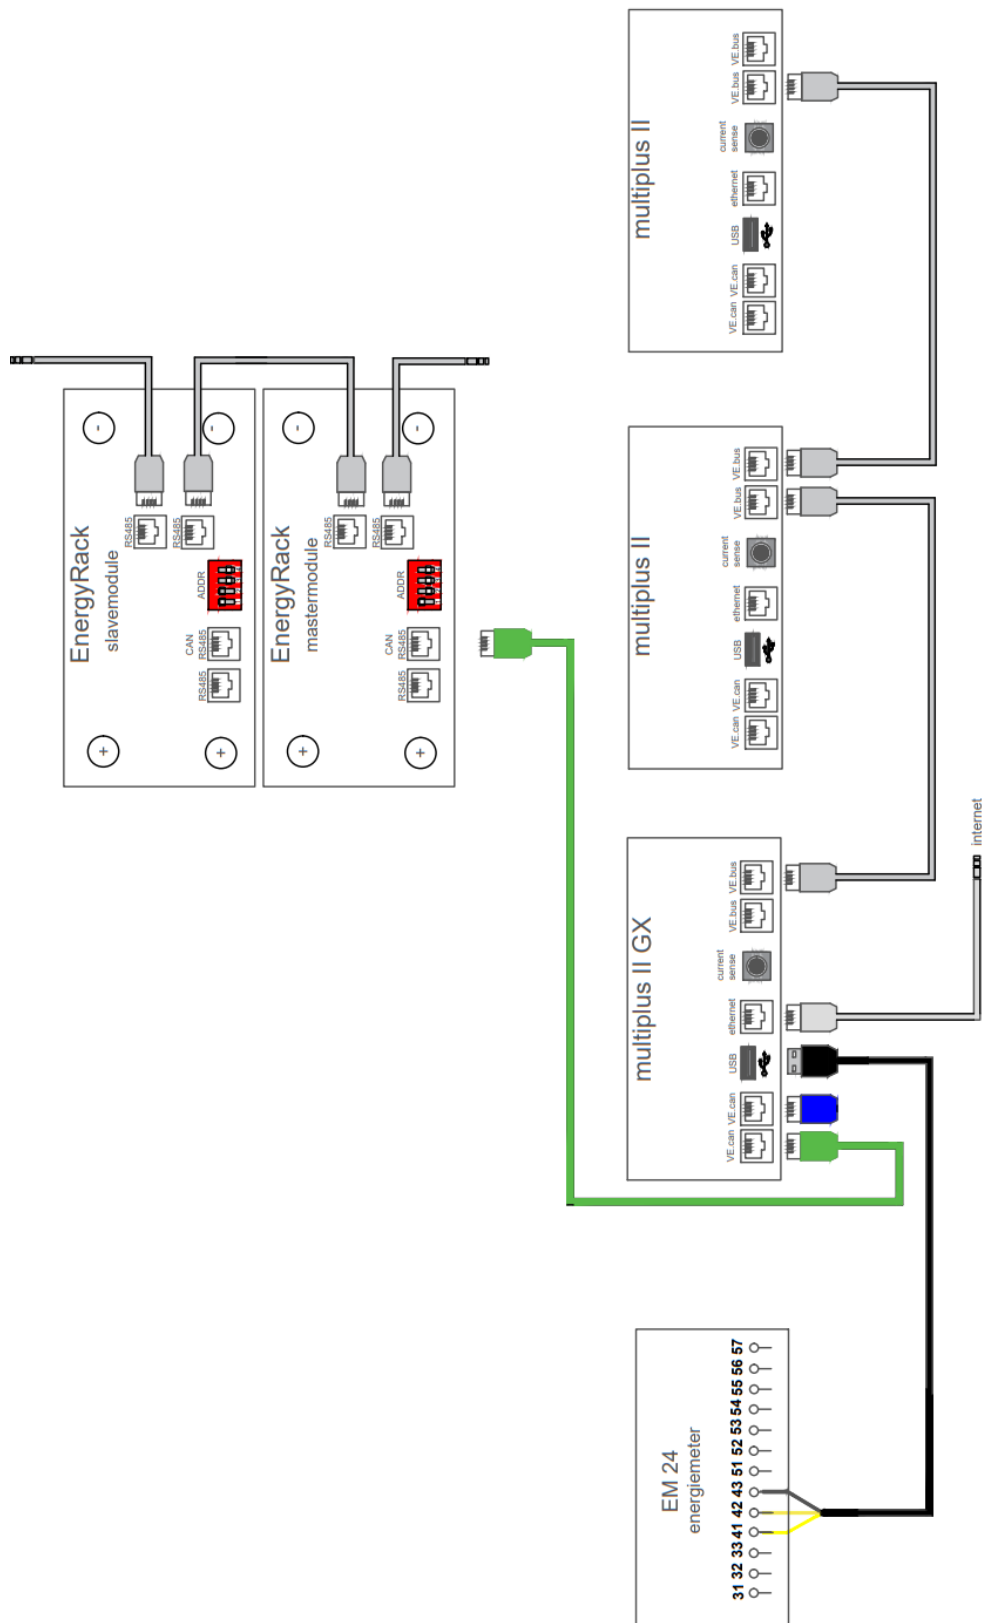 EnergyRack
slavemodule
RS485
RS485
ADDR
CAN
RS485
RS485
-
-
+
+
EnergyRack
mastermodule
RS485
RS485
ADDR
CAN
RS485
RS485
-
-
+
+
multiplus II
VE.bus
VE.bus
current
sense
ethernet
USB
VE.can
VE.can
multiplus II
VE.bus
VE.bus
current
sense
ethernet
USB
VE.can
VE.can
multiplus II GX
VE.bus
VE.bus
current
sense
ethernet
USB
VE.can
VE.can
internet
EM 24
energiemeter
31 32 33 41 42 43 51 52 53 54 55 56 57